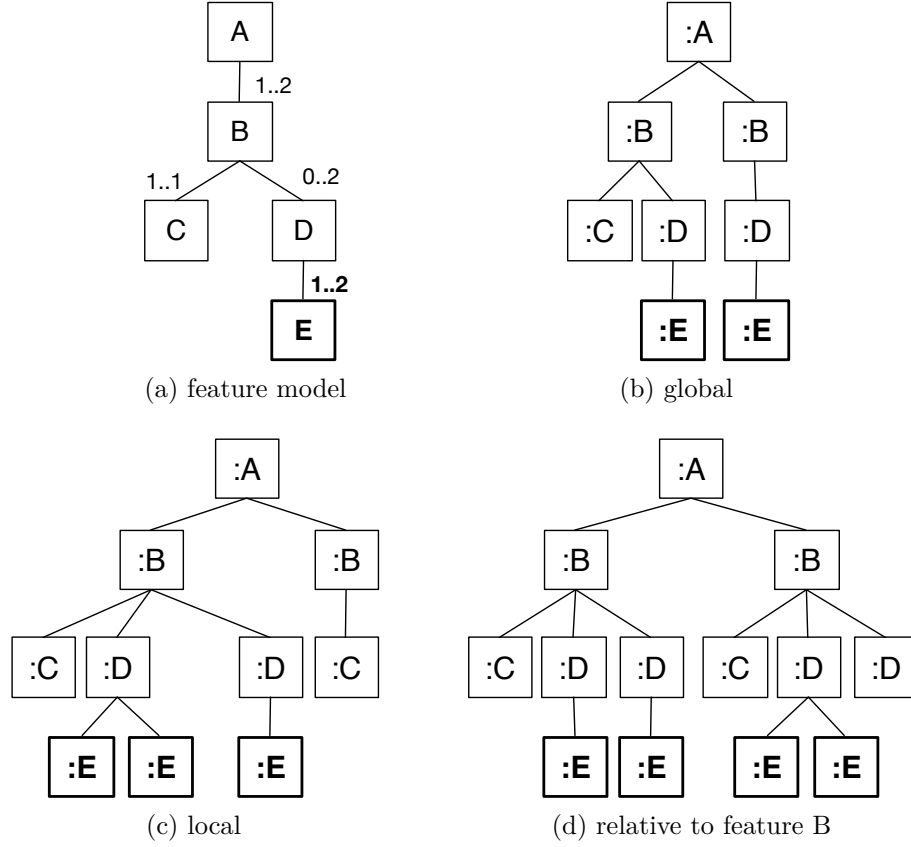 A
1..2
B
1..1 0..2
C D
1..2
E
(a) feature model
:A
:B :B
:C :D :D
:E :E
(b) global
:A
:B :B
:C :D :D :C
:E :E :E
(c) local
:A
:B :B
:C :D :D :C :D :D
:E :E :E :E
(d) relative to feature B